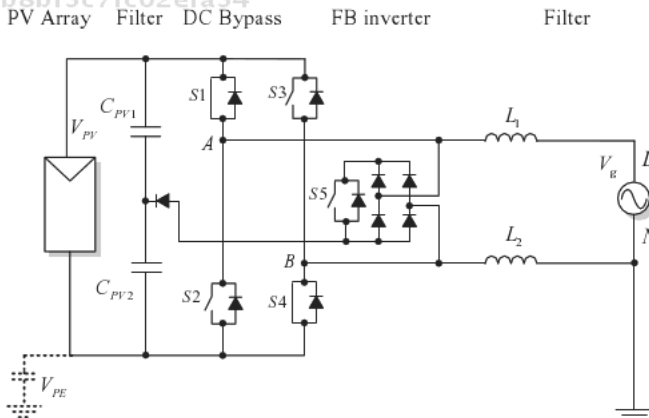 PV Array Filter DC Bypass FB inverter Filter
S1 S3
C_PV1
V_PV
L_1
A
V_g L
S5
L_2 N
B
C_PV2
S2 S4
V_PE